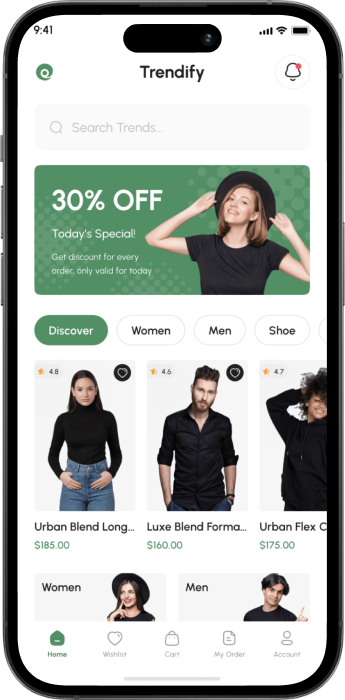 9:41
Trendify
Search Trends...
30% OFF
Today's Special!
Get discount for every
order, only valid for today
Discover
Women
Men
Shoe
4.8
4.6
4.7
Urban Blend Long...
Luxe Blend Forma...
Urban Flex C
$185.00
$160.00
$175.00
Women
Men
Home
Wishlist
Cart
My Order
Account